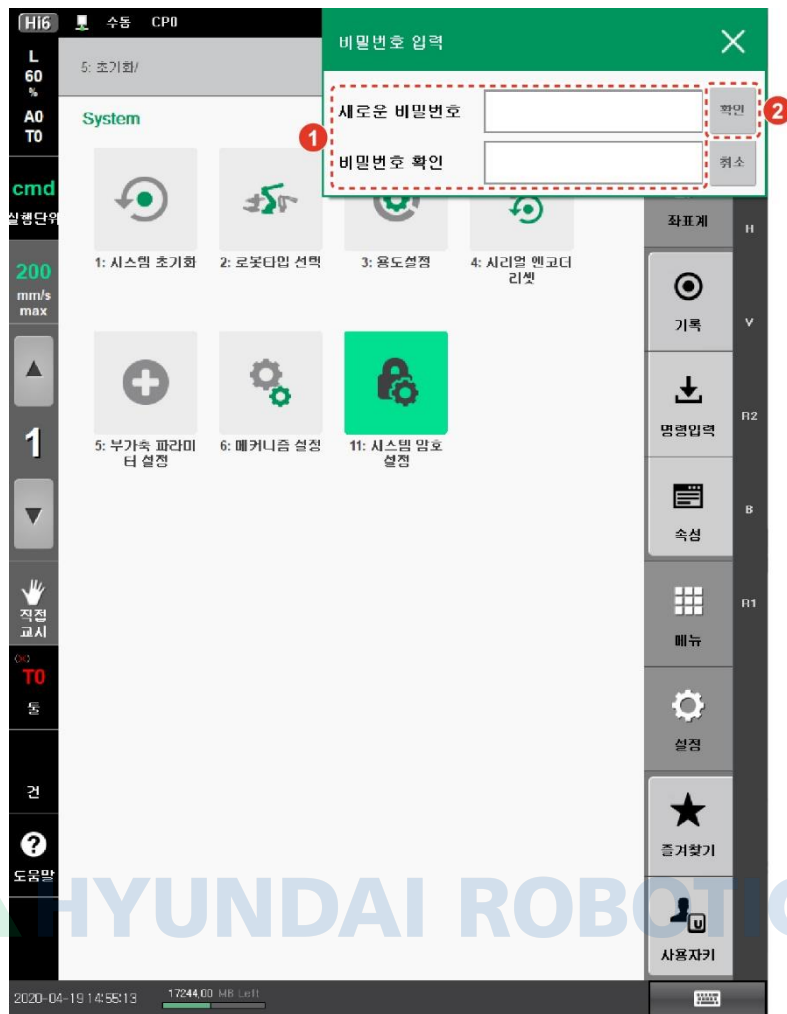 Hi6 수동 CP0
비밀번호 입력
L
60
%
5: 초기화/
A0
T0
새로운 비밀번호
확인
2
System
1
비밀번호 확인
취소
cmd
실행단위
좌표계
H
1: 시스템 초기화
2: 로봇타입 선택
3: 용도설정
4: 시리얼 엔코더
리셋
200
mm/s
max
기록
V
1
5: 부가축 파라미
터 설정
6: 메커니즘 설정
11: 시스템 암호
설정
명령입력
R2
속성
B
직접
교시
메뉴
R1
T0
툴
설정
건
?
도움말
즐겨찾기
HYUNDAI ROBOTIC
U
사용자키
2020-04-19 14:55:13
17244,00 MB Left